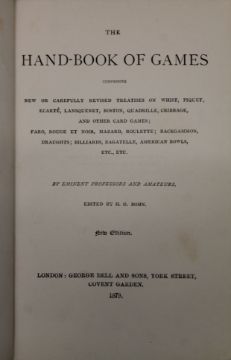 THE
HAND-BOOK OF GAMES
COMPRISING
NEW OR CAREFULLY REVISED TREATISES ON WHIST, PIQUET,
ECARTÉ, LANSQUENET, BOSTON, QUADRILLE, CRIBBAGE,
AND OTHER CARD GAMES;
FARO, ROUGE ET NOIR, HAZARD, ROULETTE; BACKGAMMON,
DRAUGHTS; BILLIARDS, BAGATELLE, AMERICAN BOWLS,
ETC., ETC.
BY EMINENT PROFESSORS AND AMATEURS,
EDITED BY H. G. BOHN.
New Edition.
LONDON: GEORGE BELL AND SONS, YORK STREET,
COVENT GARDEN.
1879.